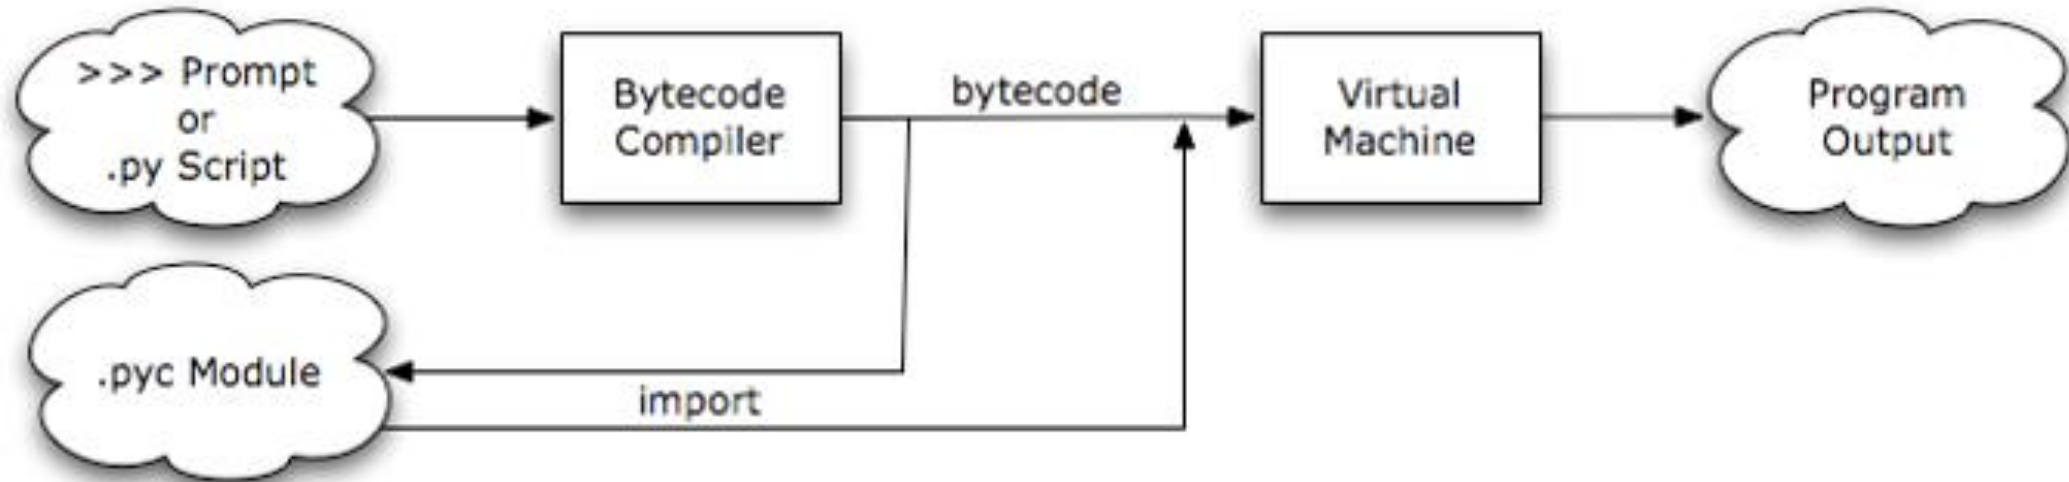 >>> Prompt
or
.py Script
Bytecode
Compiler
bytecode
Virtual
Machine
Program
Output
.pyc Module
import